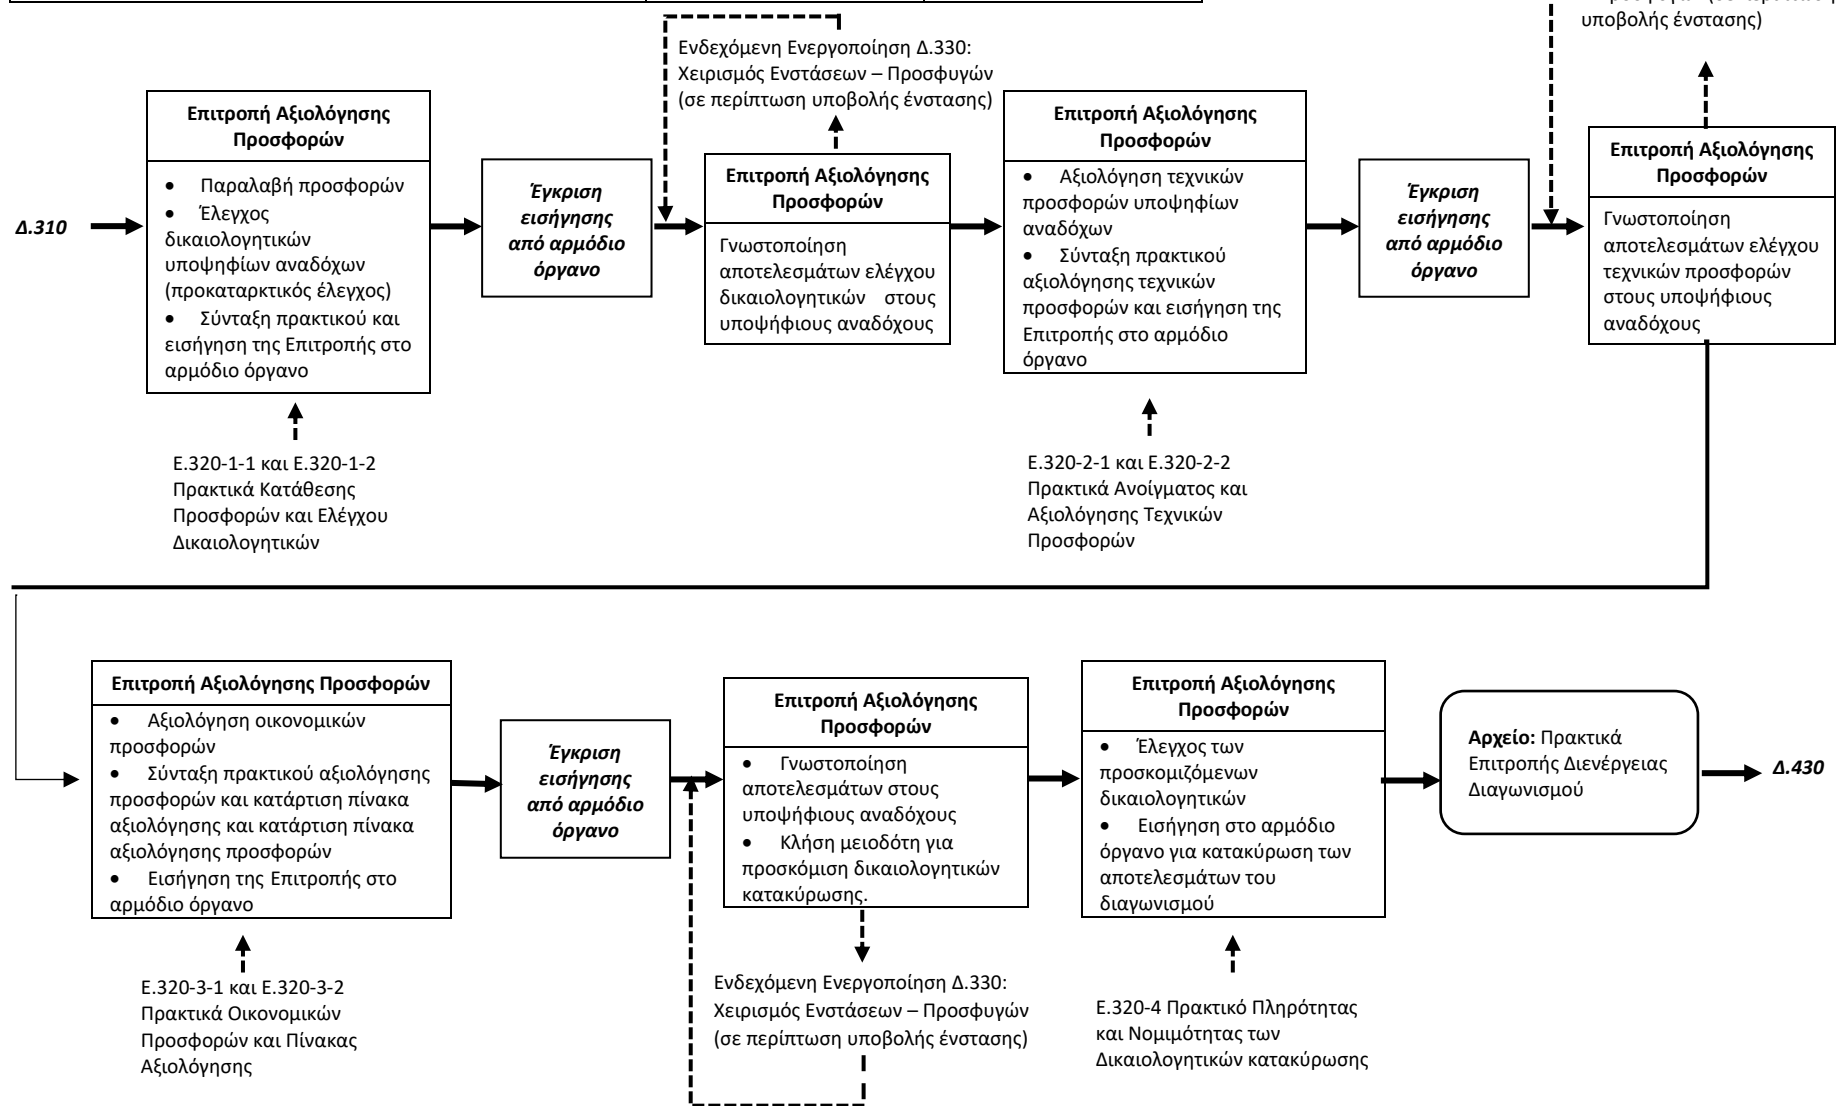 υποβολής ένστασης)
Ενδεχόμενη Ενεργοποίηση Δ.330:
Χειρισμός Ενστάσεων – Προσφυγών
(σε περίπτωση υποβολής ένστασης)
Δ.310
Επιτροπή Αξιολόγησης
Προσφορών
• Παραλαβή προσφορών
• Έλεγχος
δικαιολογητικών
υποψηφίων αναδόχων
(προκαταρκτικός έλεγχος)
• Σύνταξη πρακτικού και
εισήγηση της Επιτροπής στο
αρμόδιο όργανο
Ε.320-1-1 και Ε.320-1-2
Πρακτικά Κατάθεσης
Προσφορών και Ελέγχου
Δικαιολογητικών
Έγκριση
εισήγησης
από αρμόδιο
όργανο
Επιτροπή Αξιολόγησης
Προσφορών
Γνωστοποίηση
αποτελεσμάτων ελέγχου
δικαιολογητικών στους
υποψήφιους αναδόχους
Επιτροπή Αξιολόγησης
Προσφορών
• Αξιολόγηση τεχνικών
προσφορών υποψηφίων
αναδόχων
• Σύνταξη πρακτικού
αξιολόγησης τεχνικών
προσφορών και εισήγηση της
Επιτροπής στο αρμόδιο
όργανο
Ε.320-2-1 και Ε.320-2-2
Πρακτικά Ανοίγματος και
Αξιολόγησης Τεχνικών
Προσφορών
Έγκριση
εισήγησης
από αρμόδιο
όργανο
Επιτροπή Αξιολόγησης
Προσφορών
Γνωστοποίηση
αποτελεσμάτων ελέγχου
τεχνικών προσφορών
στους υποψήφιους
αναδόχους
Επιτροπή Αξιολόγησης Προσφορών
• Αξιολόγηση οικονομικών
προσφορών
• Σύνταξη πρακτικού αξιολόγησης
προσφορών και κατάρτιση πίνακα
αξιολόγησης και κατάρτιση πίνακα
αξιολόγησης προσφορών
• Εισήγηση της Επιτροπής στο
αρμόδιο όργανο
Ε.320-3-1 και Ε.320-3-2
Πρακτικά Οικονομικών
Προσφορών και Πίνακας
Αξιολόγησης
Έγκριση
εισήγησης
από αρμόδιο
όργανο
Επιτροπή Αξιολόγησης
Προσφορών
• Γνωστοποίηση
αποτελεσμάτων στους
υποψήφιους αναδόχους
• Κλήση μειοδότη για
προσκόμιση δικαιολογητικών
κατακύρωσης.
Ενδεχόμενη Ενεργοποίηση Δ.330:
Χειρισμός Ενστάσεων – Προσφυγών
(σε περίπτωση υποβολής ένστασης)
Επιτροπή Αξιολόγησης
Προσφορών
• Έλεγχος των
προσκομιζόμενων
δικαιολογητικών
• Εισήγηση στο αρμόδιο
όργανο για κατακύρωση των
αποτελεσμάτων του
διαγωνισμού
Ε.320-4 Πρακτικό Πληρότητας
και Νομιμότητας των
Δικαιολογητικών κατακύρωσης
Αρχείο: Πρακτικά
Επιτροπής Διενέργειας
Διαγωνισμού
Δ.430